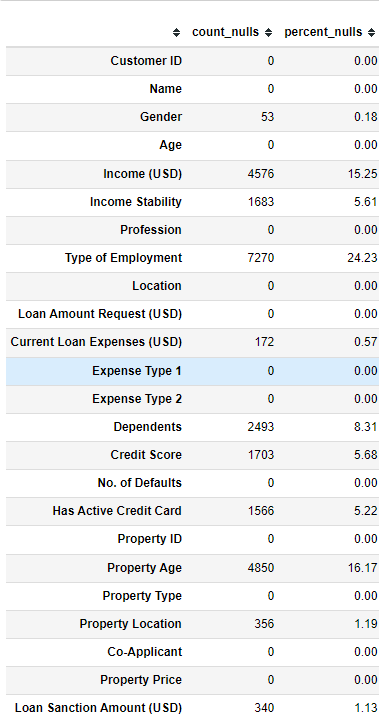 count_nulls percent_nulls
Customer ID 0 0.00
Name 0 0.00
Gender 53 0.18
Age 0 0.00
Income (USD) 4576 15.25
Income Stability 1683 5.61
Profession 0 0.00
Type of Employment 7270 24.23
Location 0 0.00
Loan Amount Request (USD) 0 0.00
Current Loan Expenses (USD) 172 0.57
Expense Type 1 0 0.00
Expense Type 2 0 0.00
Dependents 2493 8.31
Credit Score 1703 5.68
No. of Defaults 0 0.00
Has Active Credit Card 1566 5.22
Property ID 0 0.00
Property Age 4850 16.17
Property Type 0 0.00
Property Location 356 1.19
Co-Applicant 0 0.00
Property Price 0 0.00
Loan Sanction Amount (USD) 340 1.13